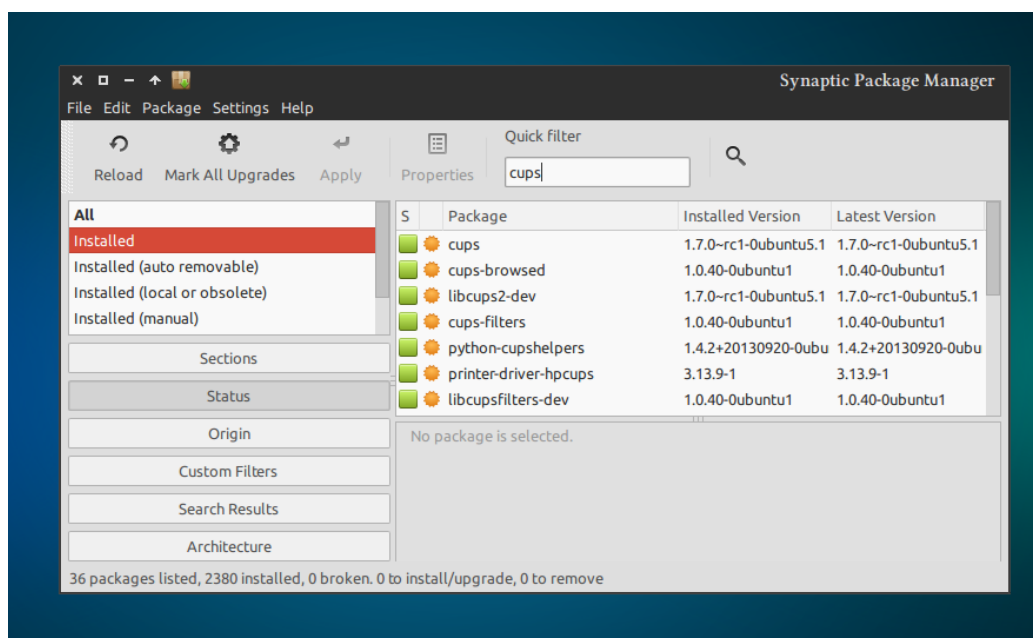 Synaptic Package Manager
File Edit Package Settings Help
Quick filter
Reload Mark All Upgrades Apply Properties cups
All
Installed
Installed (auto removable)
Installed (local or obsolete)
Installed (manual)
Sections
Status
Origin
Custom Filters
Search Results
Architecture
S Package Installed Version Latest Version
cups 1.7.0~rc1-0ubuntu5.1 1.7.0~rc1-0ubuntu5.1
cups-browsed 1.0.40-0ubuntu1 1.0.40-0ubuntu1
libcups2-dev 1.7.0~rc1-0ubuntu5.1 1.7.0~rc1-0ubuntu5.1
cups-filters 1.0.40-0ubuntu1 1.0.40-0ubuntu1
python-cupshelpers 1.4.2+20130920-0ubu 1.4.2+20130920-0ubu
printer-driver-hpcups 3.13.9-1 3.13.9-1
libcupsfilters-dev 1.0.40-0ubuntu1 1.0.40-0ubuntu1
No package is selected.
36 packages listed, 2380 installed, 0 broken. 0 to install/upgrade, 0 to remove